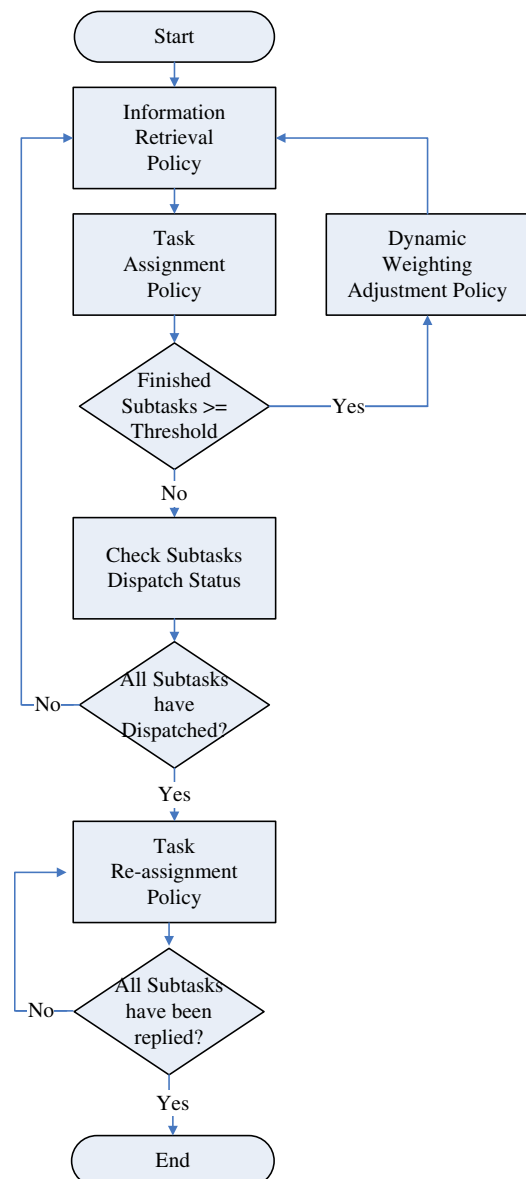 Start
Information
Retrieval
Policy
Task
Assignment
Policy
Dynamic
Weighting
Adjustment Policy
Finished
Subtasks >=
Threshold
Yes
No
Check Subtasks
Dispatch Status
All Subtasks
have
Dispatched?
No
Yes
Task
Re-assignment
Policy
All Subtasks
have been
replied?
No
Yes
End